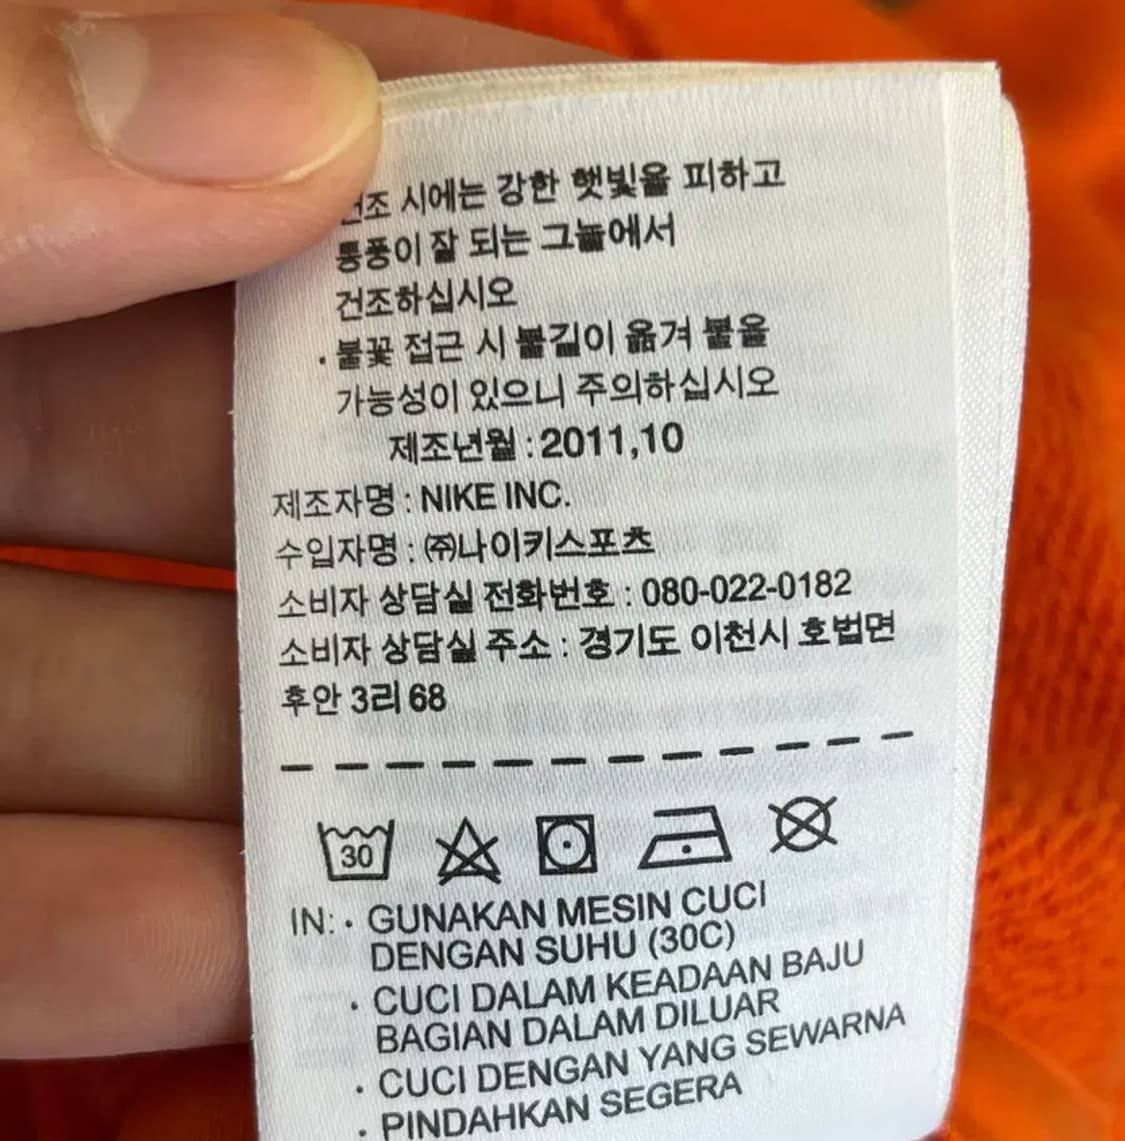 건조 시에는 강한 햇빛을 피하고
통풍이 잘 되는 그늘에서
건조하십시오
· 불꽃 접근 시 불길이 옮겨 붙을
가능성이 있으니 주의하십시오
제조년월 : 2011,10
제조자명 : NIKE INC.
수입자명 : ㈜나이키스포츠
소비자 상담실 전화번호 : 080-022-0182
소비자 상담실 주소 : 경기도 이천시 호법면
후안 3리 68
30
IN: · GUNAKAN MESIN CUCI
DENGAN SUHU (30C)
· CUCI DALAM KEADAAN BAJU
BAGIAN DALAM DILUAR
· CUCI DENGAN YANG SEWARNA
· PINDAHKAN SEGERA